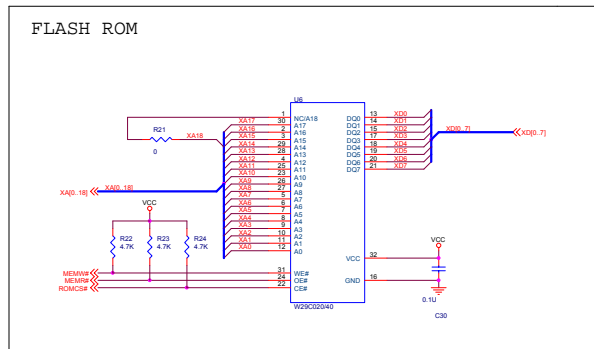 FLASH ROM
U6
R21
0
XA18
1 NC/A18
XA17 30 A17
XA16 2 A16
XA15 3 A15
XA14 29 A14
XA13 28 A13
XA12 4 A12
XA11 25 A11
XA10 23 A10
XA9 26 A9
XA8 27 A8
XA7 5 A7
XA6 6 A6
XA5 7 A5
XA4 8 A4
XA3 9 A3
XA2 10 A2
XA1 11 A1
XA0 12 A0
DQ0 13 XD0
DQ1 14 XD1
DQ2 15 XD2
DQ3 17 XD3
DQ4 18 XD4
DQ5 19 XD5
DQ6 20 XD6
DQ7 21 XD7
XD[0..7] XD[0..7]
XA[0..18] XA[0..18]
VCC
R22 R23 R24
4.7K 4.7K 4.7K
MEMW# 31 WE#
MEMR# 24 OE#
ROMCS# 22 CE#
VCC 32 VCC
GND 16
0.1U
C30
W29C020/40